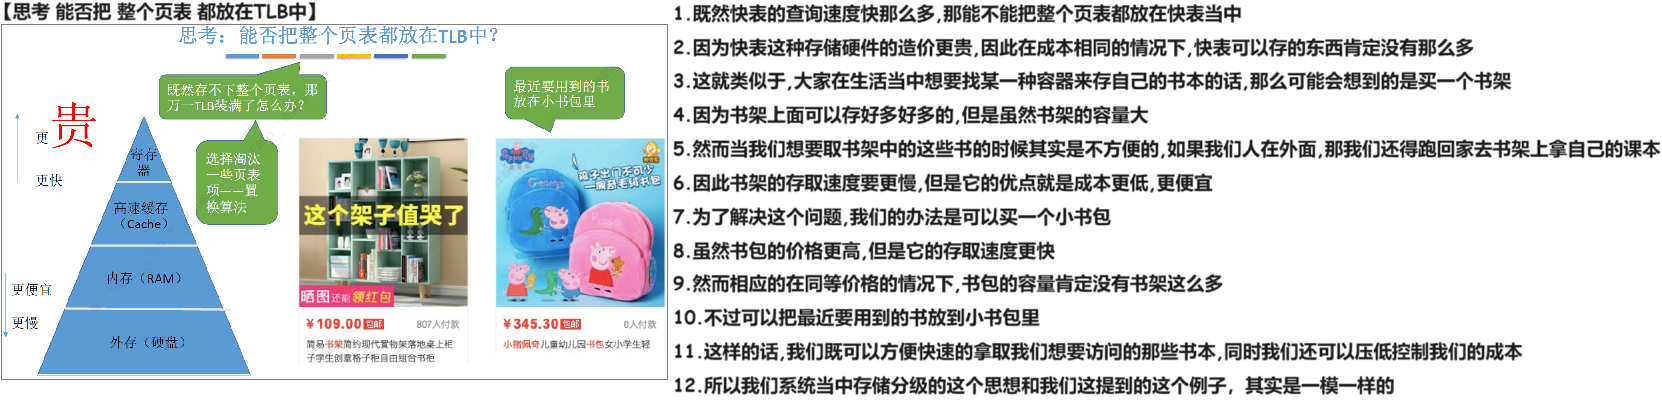 【思考 能否把 整个页表 都放在TLB中】
思考：能否把整个页表都放在TLB中？
既然存不下整个页表，那
万一TLB装满了怎么办？
最近要用到的书
放在小书包里
贵
更
更快
选择淘汰
一些页表
项——置
换算法
寄存
器
高速缓存
（Cache）
内存（RAM）
外存（硬盘）
更便宜
更慢
这个架子值哭了
晒图还能领红包
¥109.00 包邮 807人付款
简易书架简约现代置物架落地桌上柜
子学生创意格子柜自由组合书柜
Peppa Pig
孩子出门不可少
George
¥345.30 包邮 0人付款
小猪佩奇儿童幼儿园书包女小学生轻
1.既然快表的查询速度快那么多,那能不能把整个页表都放在快表当中
2.因为快表这种存储硬件的造价更贵,因此在成本相同的情况下,快表可以存的东西肯定没有那么多
3.这就类似于,大家在生活当中想要找某一种容器来存自己的书本的话,那么可能会想到的是买一个书架
4.因为书架上面可以存好多好多的,但是虽然书架的容量大
5.然而当我们想要取书架中的这些书的时候其实是不方便的,如果我们人在外面,那我们还得跑回家去书架上拿自己的课本
6.因此书架的存取速度要更慢,但是它的优点就是成本更低,更便宜
7.为了解决这个问题,我们的办法是可以买一个小书包
8.虽然书包的价格更高,但是它的存取速度更快
9.然而相应的在同等价格的情况下,书包的容量肯定没有书架这么多
10.不过可以把最近要用到的书放到小书包里
11.这样的话,我们既可以方便快速的拿取我们想要访问的那些书本,同时我们还可以压低控制我们的成本
12.所以我们系统当中存储分级的这个思想和我们这提到的这个例子，其实是一模一样的